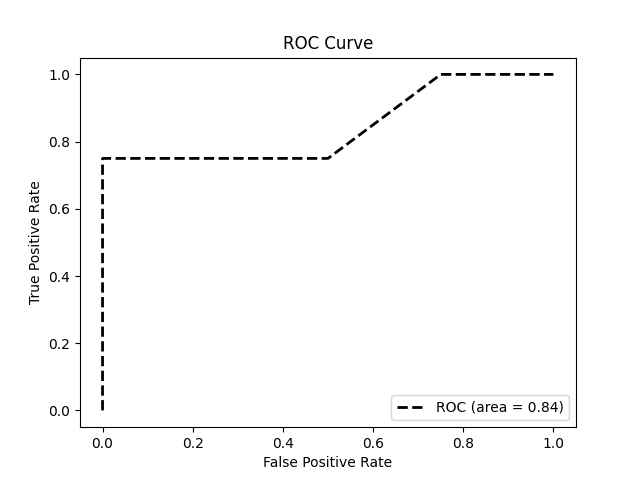 ROC Curve
1.0
0.8
0.6
0.4
0.2
0.0
True Positive Rate
0.0 0.2 0.4 0.6 0.8 1.0
False Positive Rate
ROC (area = 0.84)